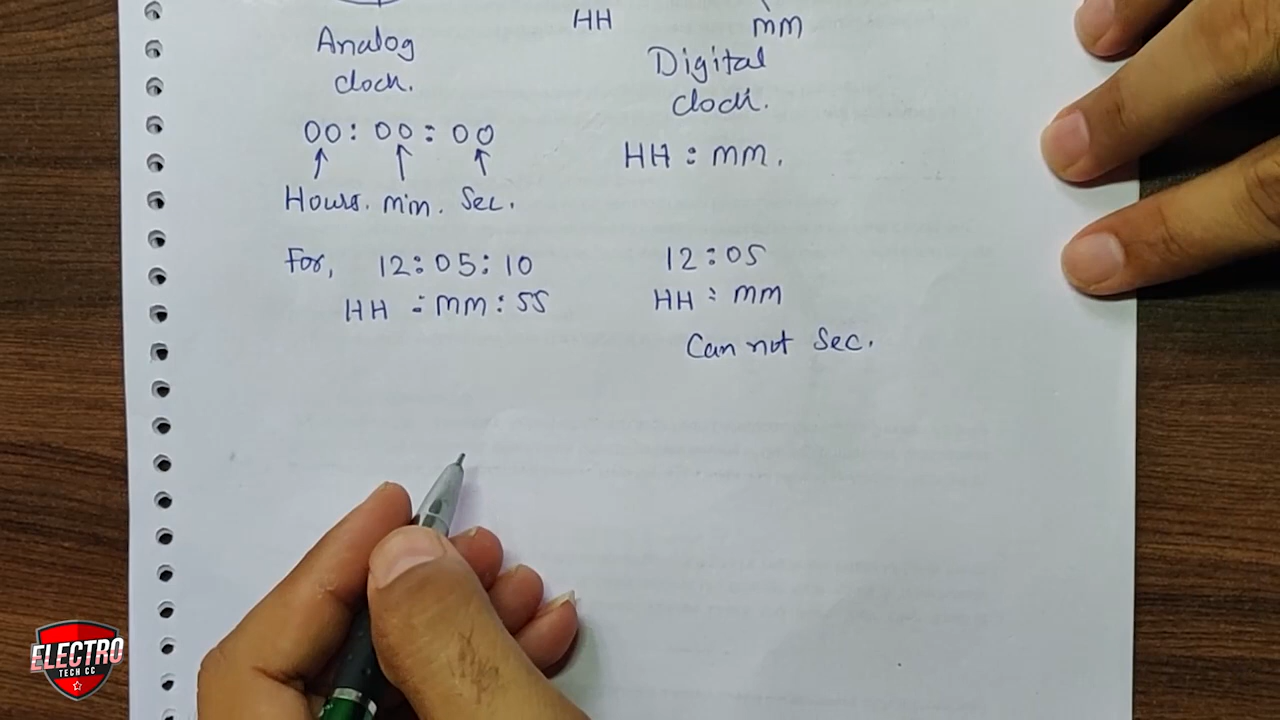 Analog
clock.
00 : 00 : 00
Hours. min. Sec.
For, 12:05:10
HH : mm : SS
HH
mm
Digital
clock.
HH : mm.
12 : 05
HH : mm
Can not Sec.
ELECTRO
TECH CC